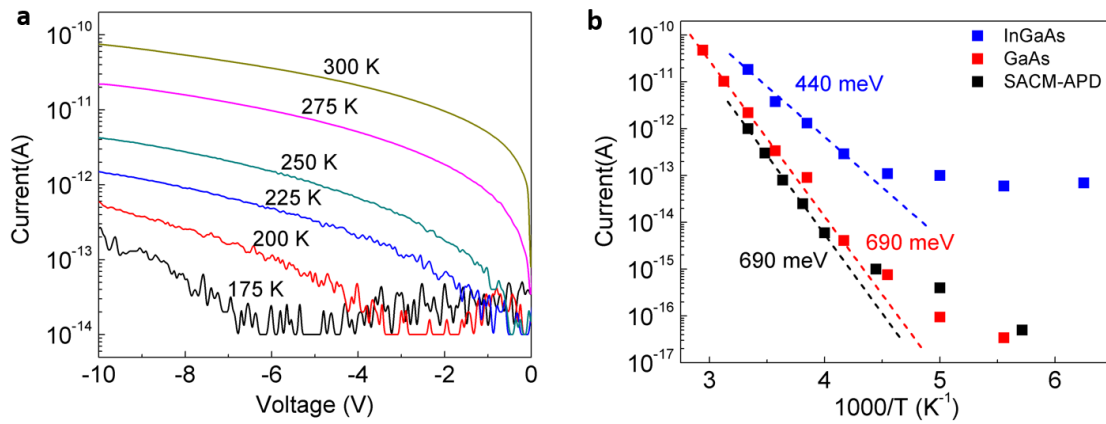 a
10⁻¹⁰
10⁻¹¹
10⁻¹²
10⁻¹³
10⁻¹⁴
Current(A)
300 K
275 K
250 K
225 K
200 K
175 K
-10 -8 -6 -4 -2 0
Voltage (V)
b
10⁻¹⁰
10⁻¹¹
10⁻¹²
10⁻¹³
10⁻¹⁴
10⁻¹⁵
10⁻¹⁶
10⁻¹⁷
Current(A)
InGaAs
GaAs
SACM-APD
440 meV
690 meV
690 meV
3 4 5 6
1000/T (K⁻¹)